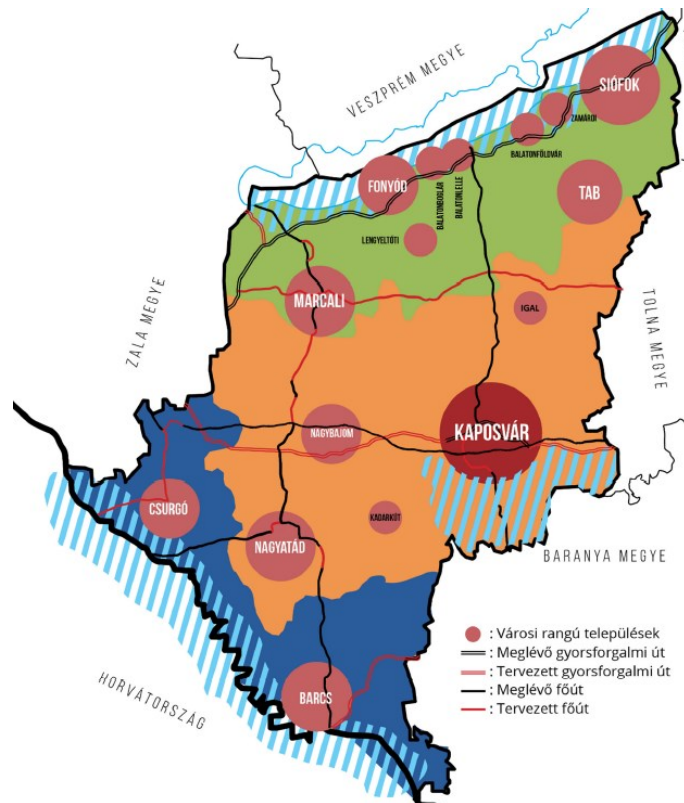 VESZPRÉM MEGYE
SIÓFOK
ZAMÁRDI
BALATONFÖLDVÁR
FONYÓD
BALATONBOGLÁR
BALATONLELLE
TAB
LENGYELTÓTI
MARCALI
IGAL
ZALA MEGYE
TOLNA MEGYE
NAGYBAJOM
KAPOSVÁR
CSURGÓ
KADARKÚT
NAGYATÁD
BARANYA MEGYE
HORVÁTORSZÁG
BARCS
: Városi rangú települések
: Meglévő gyorsforgalmi út
: Tervezett gyorsforgalmi út
: Meglévő főút
: Tervezett főút